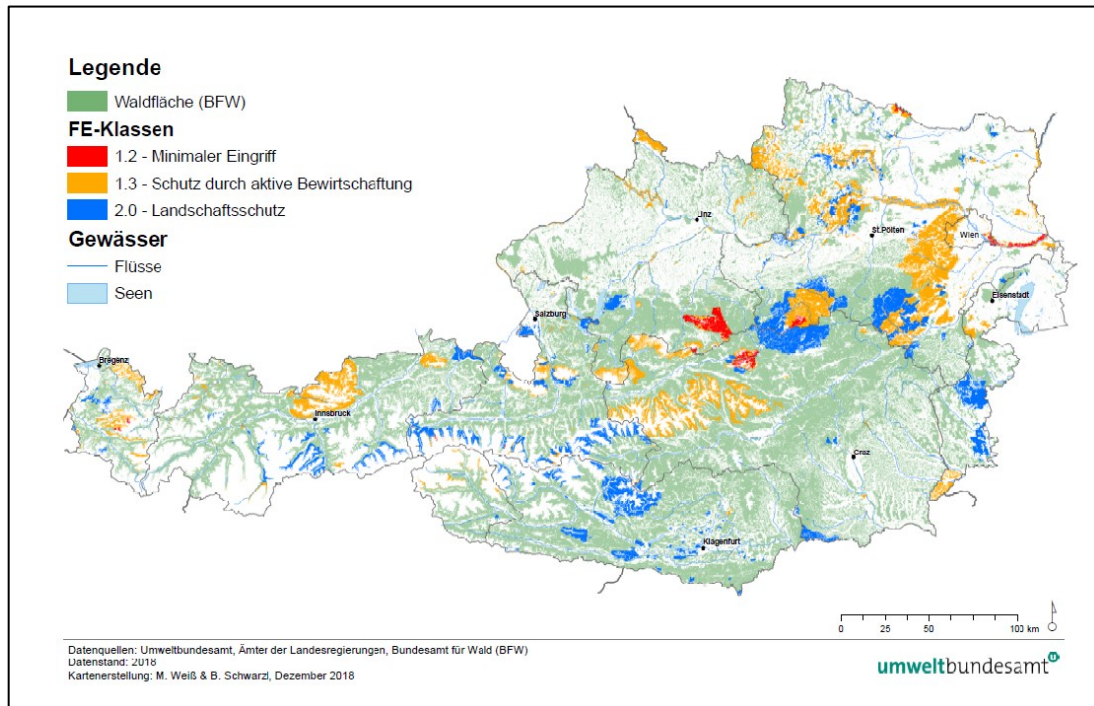 Legende
Waldfläche (BFW)
FE-Klassen
1.2 - Minimaler Eingriff
1.3 - Schutz durch aktive Bewirtschaftung
2.0 - Landschaftsschutz
Gewässer
Flüsse
Seen
Linz
St.Pölten
Wien
Eisenstadt
Salzburg
Bregenz
Innsbruck
Graz
Klagenfurt
0 25 50 100 km
Datenquellen: Umweltbundesamt, Ämter der Landesregierungen, Bundesamt für Wald (BFW)
Datenstand: 2018
Kartenerstellung: M. Weiß & B. Schwarzl, Dezember 2018
umweltbundesamt